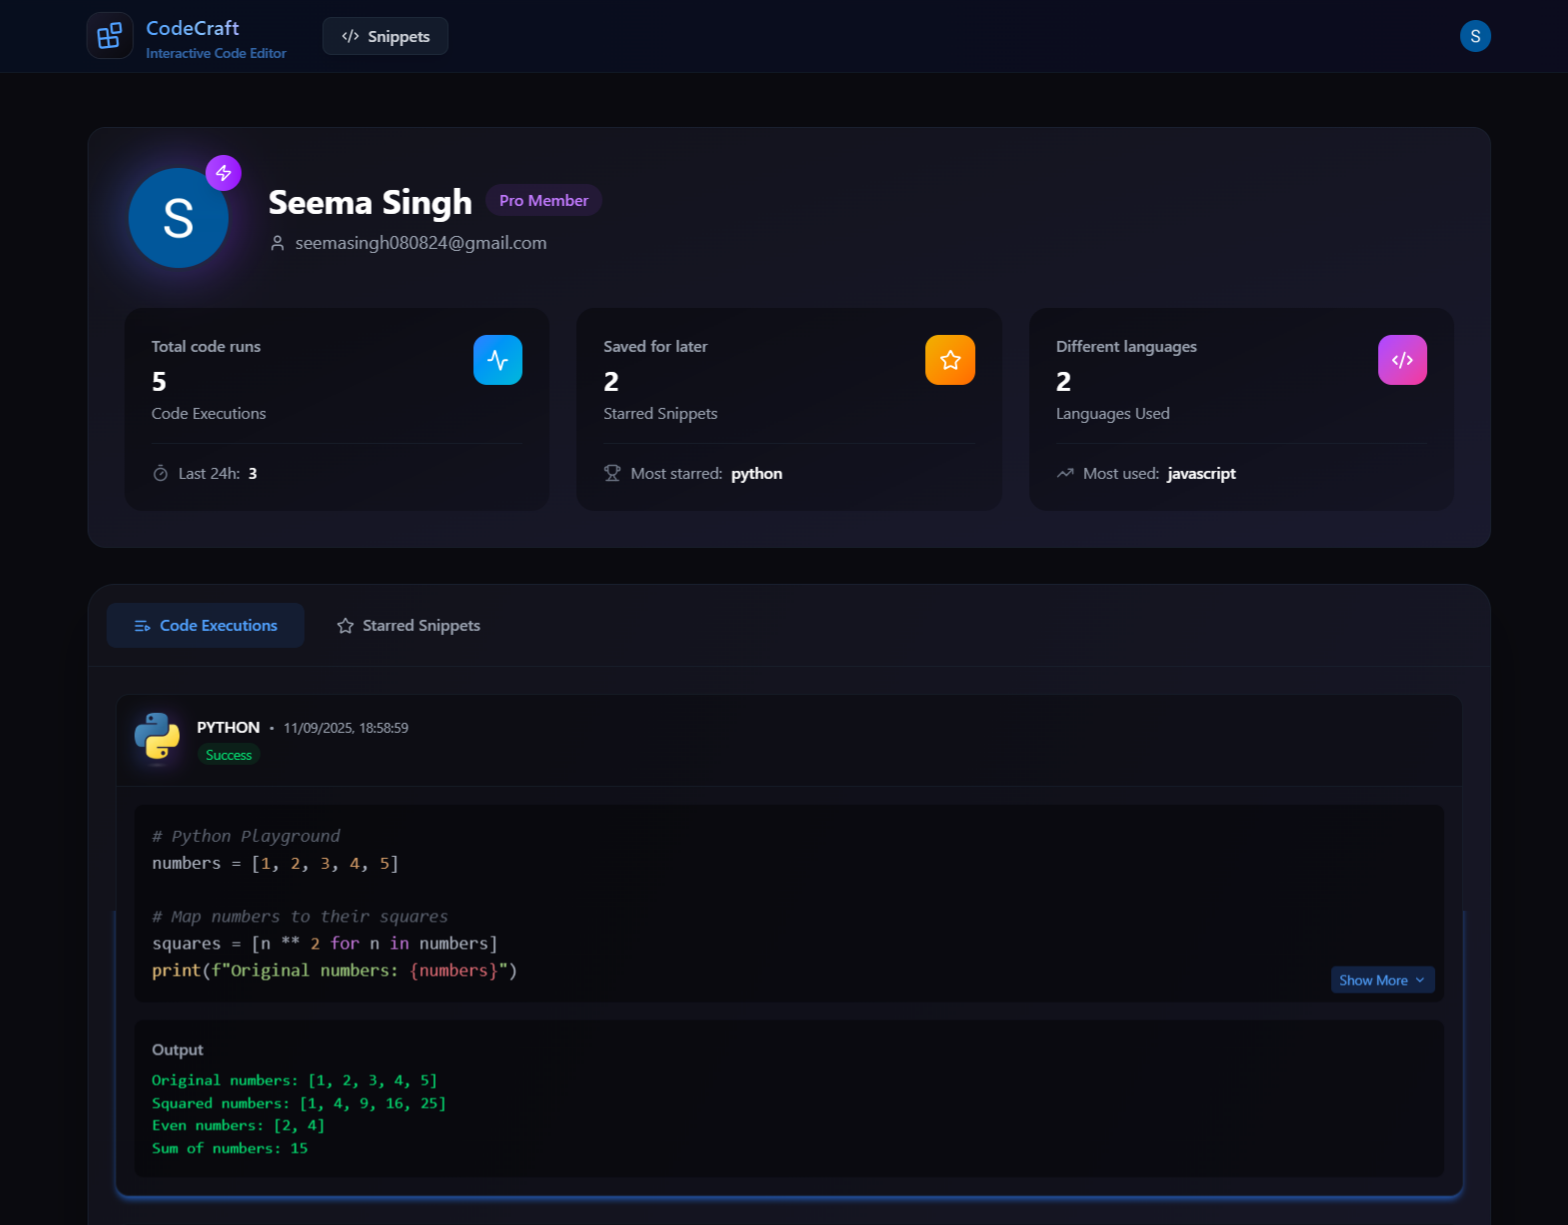 CodeCraft
Interactive Code Editor
</> Snippets
S
S
Seema Singh
Pro Member
seemasingh080824@gmail.com
Total code runs
5
Code Executions
Last 24h: 3
Saved for later
2
Starred Snippets
Most starred: python
Different languages
2
Languages Used
Most used: javascript
Code Executions
Starred Snippets
PYTHON • 11/09/2025, 18:58:59
Success
# Python Playground
numbers = [1, 2, 3, 4, 5]
# Map numbers to their squares
squares = [n ** 2 for n in numbers]
print(f"Original numbers: {numbers}")
Show More
Output
Original numbers: [1, 2, 3, 4, 5]
Squared numbers: [1, 4, 9, 16, 25]
Even numbers: [2, 4]
Sum of numbers: 15